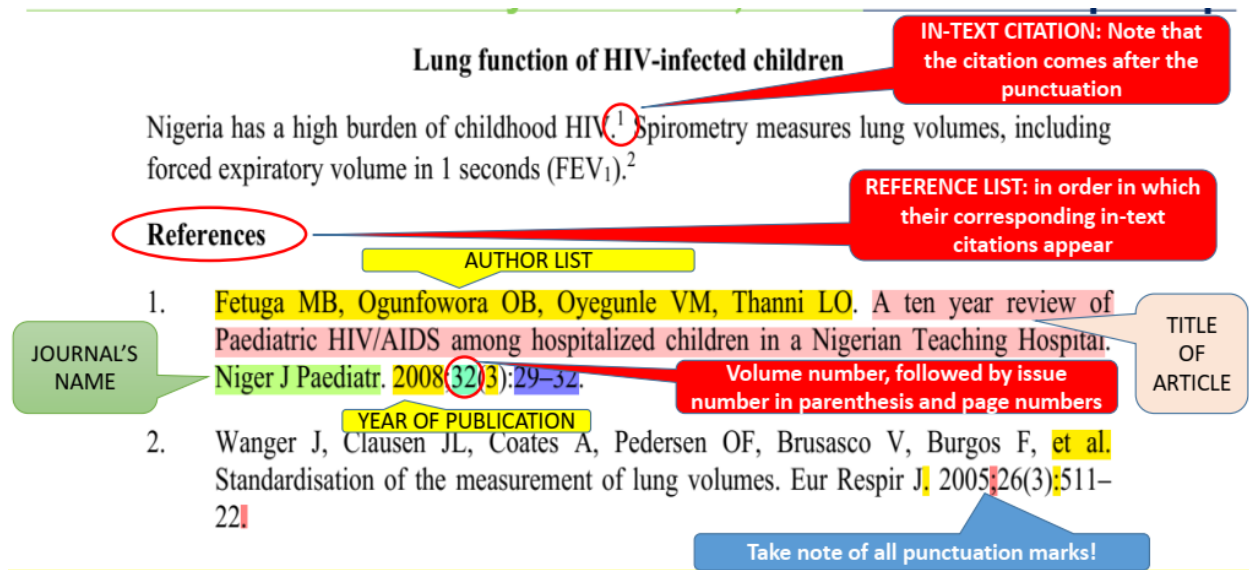 IN-TEXT CITATION: Note that
the citation comes after the
punctuation
Lung function of HIV-infected children
Nigeria has a high burden of childhood HIV.¹ Spirometry measures lung volumes, including
forced expiratory volume in 1 seconds (FEV₁).²
REFERENCE LIST: in order in which
their corresponding in-text
citations appear
References
AUTHOR LIST
1. Fetuga MB, Ogunfowora OB, Oyegunle VM, Thanni LO. A ten year review of
Paediatric HIV/AIDS among hospitalized children in a Nigerian Teaching Hospital.
Niger J Paediatr. 2008;32(3):29–32.
JOURNAL'S
NAME
TITLE
OF
ARTICLE
Volume number, followed by issue
number in parenthesis and page numbers
YEAR OF PUBLICATION
2. Wanger J, Clausen JL, Coates A, Pedersen OF, Brusasco V, Burgos F, et al.
Standardisation of the measurement of lung volumes. Eur Respir J. 2005;26(3):511–
22.
Take note of all punctuation marks!